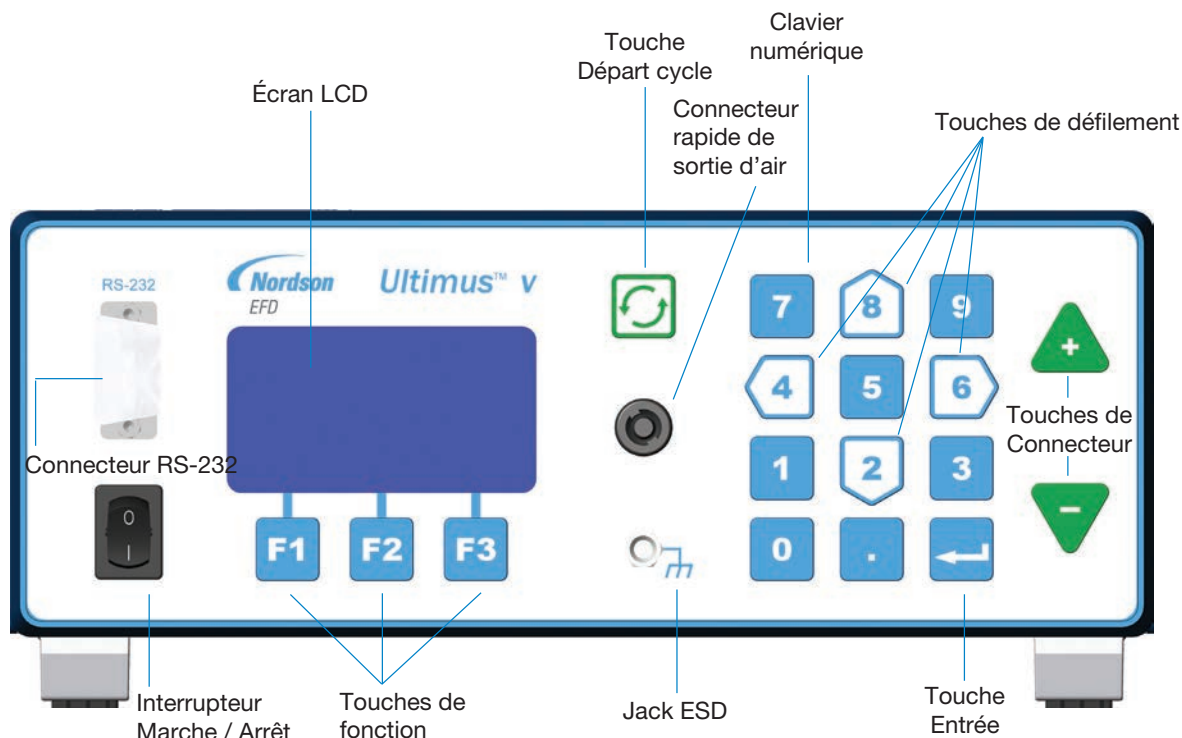 Clavier
numérique
Touche
Départ cycle
Écran LCD
Connecteur
rapide de
sortie d'air
Touches de défilement
RS-232
Nordson
EFD
Ultimus™ V
7
8
9
4
5
6
+
Touches de
Connecteur
1
2
3
−
Connecteur RS-232
0
I
F1
F2
F3
0
.
Interrupteur
Marche / Arrêt
Touches de
fonction
Jack ESD
Touche
Entrée